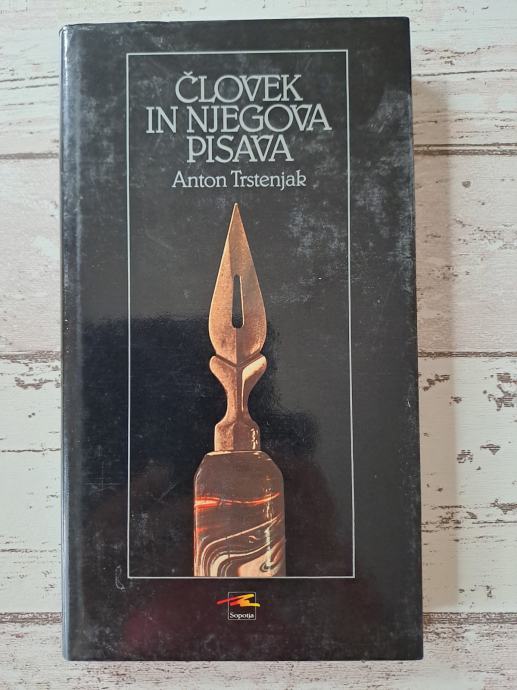 ČLOVEK
IN NJEGOVA
PISAVA
Anton Trstenjak
Sopotja